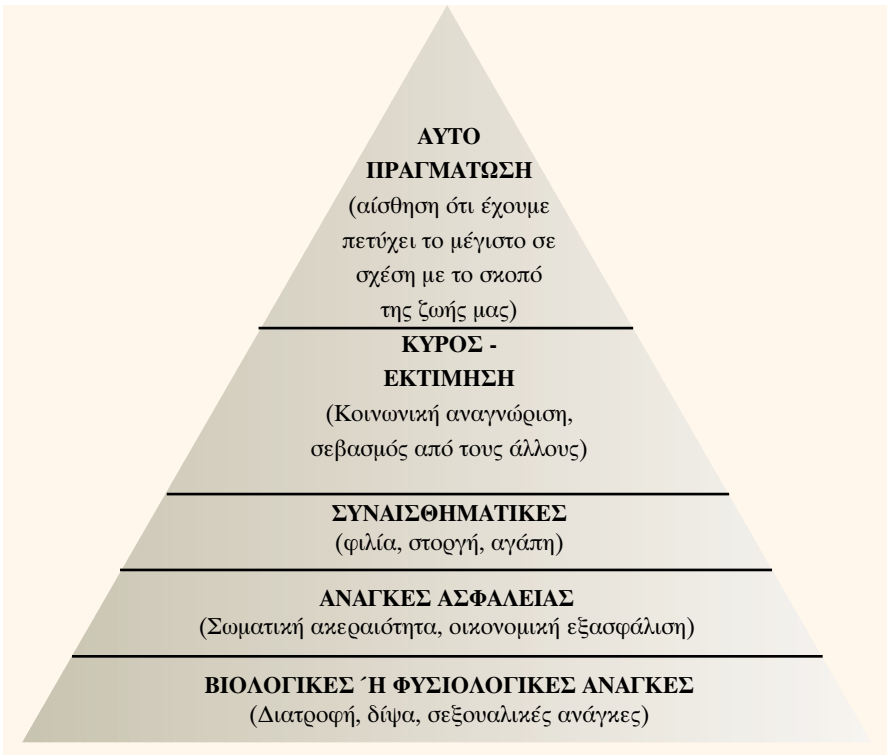 ΑΥΤΟ
ΠΡΑΓΜΑΤΩΣΗ
(αίσθηση ότι έχουμε
πετύχει το μέγιστο σε
σχέση με το σκοπό
της ζωής μας)
ΚΥΡΟΣ -
ΕΚΤΙΜΗΣΗ
(Κοινωνική αναγνώριση,
σεβασμός από τους άλλους)
ΣΥΝΑΙΣΘΗΜΑΤΙΚΕΣ
(φιλία, στοργή, αγάπη)
ΑΝΑΓΚΕΣ ΑΣΦΑΛΕΙΑΣ
(Σωματική ακεραιότητα, οικονομική εξασφάλιση)
ΒΙΟΛΟΓΙΚΕΣ ΄Η ΦΥΣΙΟΛΟΓΙΚΕΣ ΑΝΑΓΚΕΣ
(Διατροφή, δίψα, σεξουαλικές ανάγκες)